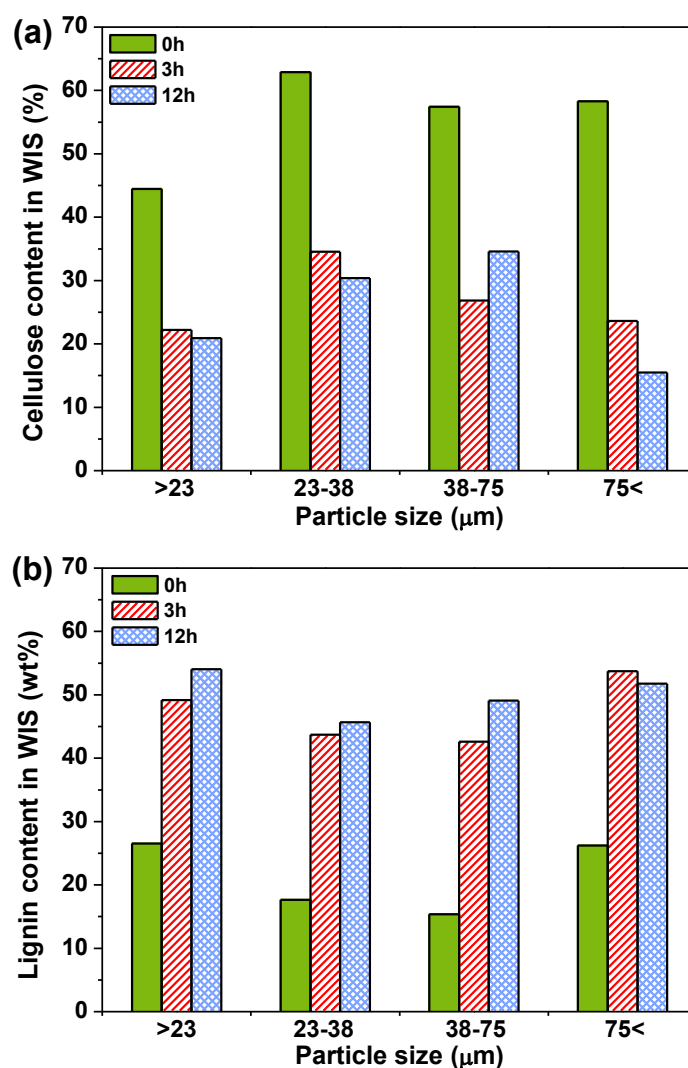 (a)
Cellulose content in WIS (%)
70
60
50
40
30
20
10
0
0h
3h
12h
>23 23-38 38-75 75<
Particle size (μm)
(b)
Lignin content in WIS (wt%)
70
60
50
40
30
20
10
0
0h
3h
12h
>23 23-38 38-75 75<
Particle size (μm)